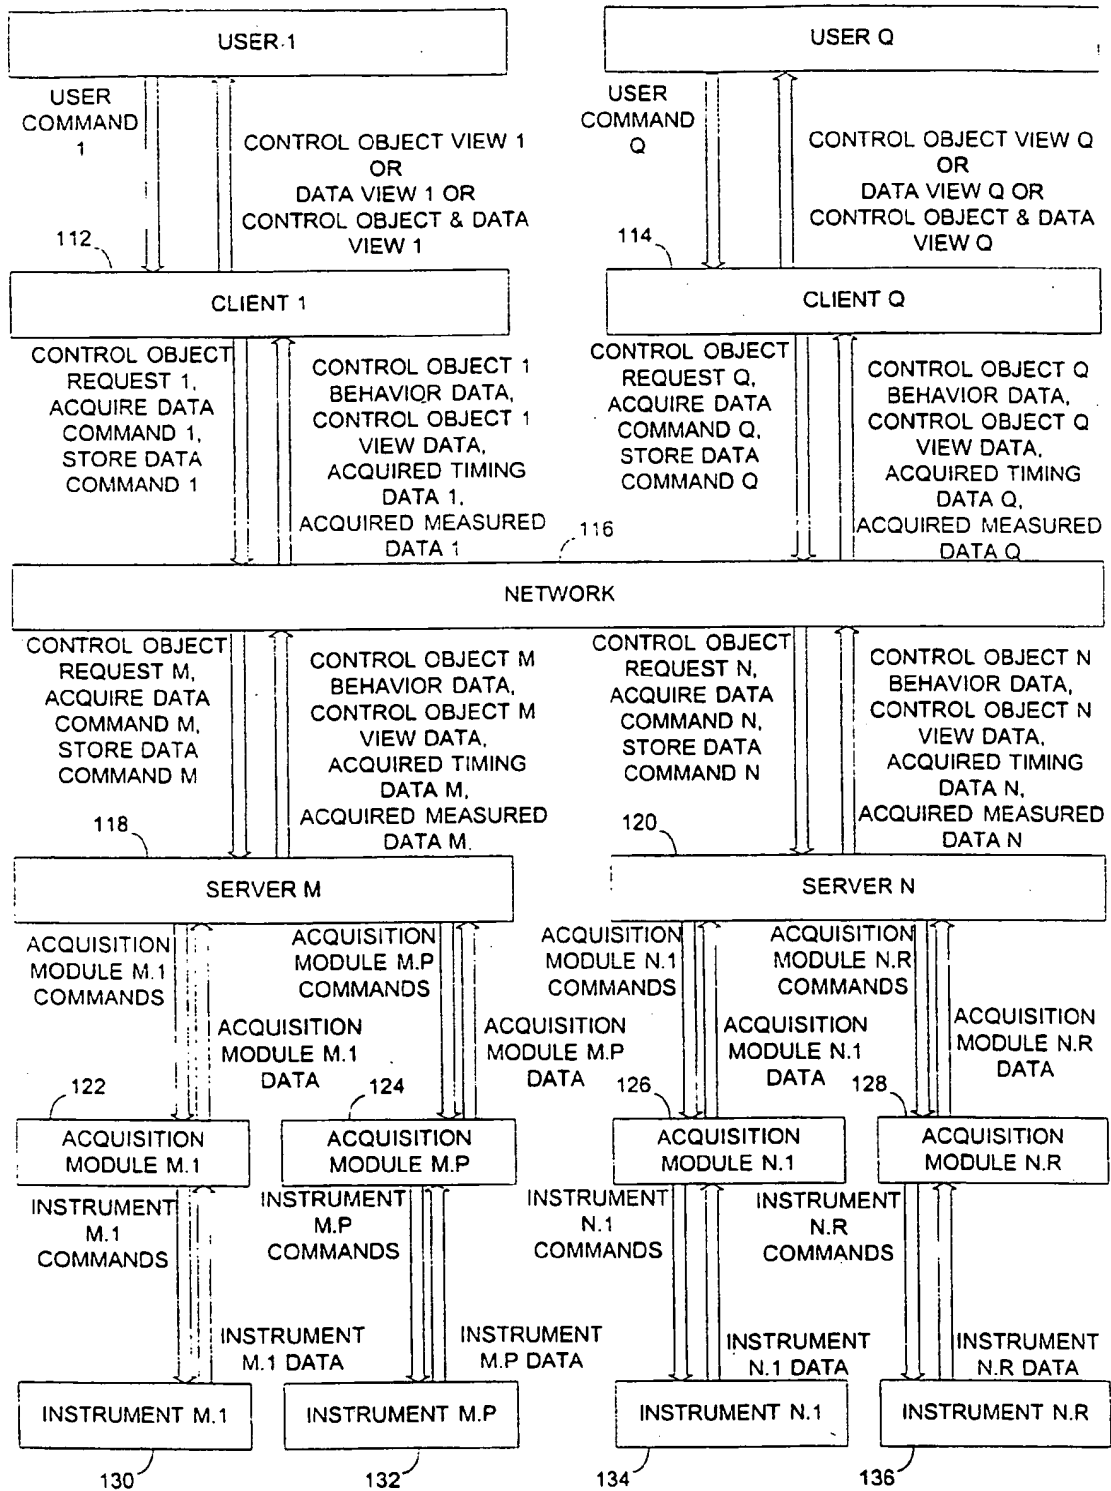 USER 1
USER Q
USER
COMMAND
1
CONTROL OBJECT VIEW 1
OR
DATA VIEW 1 OR
CONTROL OBJECT & DATA
VIEW 1
USER
COMMAND
Q
CONTROL OBJECT VIEW Q
OR
DATA VIEW Q OR
CONTROL OBJECT & DATA
VIEW Q
112
114
CLIENT 1
CLIENT Q
CONTROL OBJECT
REQUEST 1,
ACQUIRE DATA
COMMAND 1,
STORE DATA
COMMAND 1
CONTROL OBJECT 1
BEHAVIOR DATA,
CONTROL OBJECT 1
VIEW DATA,
ACQUIRED TIMING
DATA 1,
ACQUIRED MEASURED
DATA 1
CONTROL OBJECT
REQUEST Q,
ACQUIRE DATA
COMMAND Q,
STORE DATA
COMMAND Q
CONTROL OBJECT Q
BEHAVIOR DATA,
CONTROL OBJECT Q
VIEW DATA,
ACQUIRED TIMING
DATA Q,
ACQUIRED MEASURED
DATA Q
116
NETWORK
CONTROL OBJECT
REQUEST M,
ACQUIRE DATA
COMMAND M,
STORE DATA
COMMAND M
CONTROL OBJECT M
BEHAVIOR DATA,
CONTROL OBJECT M
VIEW DATA,
ACQUIRED TIMING
DATA M,
ACQUIRED MEASURED
DATA M.
CONTROL OBJECT
REQUEST N,
ACQUIRE DATA
COMMAND N,
STORE DATA
COMMAND N
CONTROL OBJECT N
BEHAVIOR DATA,
CONTROL OBJECT N
VIEW DATA,
ACQUIRED TIMING
DATA N,
ACQUIRED MEASURED
DATA N
118
120
SERVER M
SERVER N
ACQUISITION
MODULE M.1
COMMANDS
ACQUISITION
MODULE M.P
COMMANDS
ACQUISITION
MODULE N.1
COMMANDS
ACQUISITION
MODULE N.R
COMMANDS
ACQUISITION
MODULE M.1
DATA
ACQUISITION
MODULE M.P
DATA
ACQUISITION
MODULE N.1
DATA
ACQUISITION
MODULE N.R
DATA
122
124
126
128
ACQUISITION
MODULE M.1
ACQUISITION
MODULE M.P
ACQUISITION
MODULE N.1
ACQUISITION
MODULE N.R
INSTRUMENT
M.1
COMMANDS
INSTRUMENT
M.P
COMMANDS
INSTRUMENT
N.1
COMMANDS
INSTRUMENT
N.R
COMMANDS
INSTRUMENT
M.1 DATA
INSTRUMENT
M.P DATA
INSTRUMENT
N.1 DATA
INSTRUMENT
N.R DATA
INSTRUMENT M.1
INSTRUMENT M.P
INSTRUMENT N.1
INSTRUMENT N.R
130
132
134
136